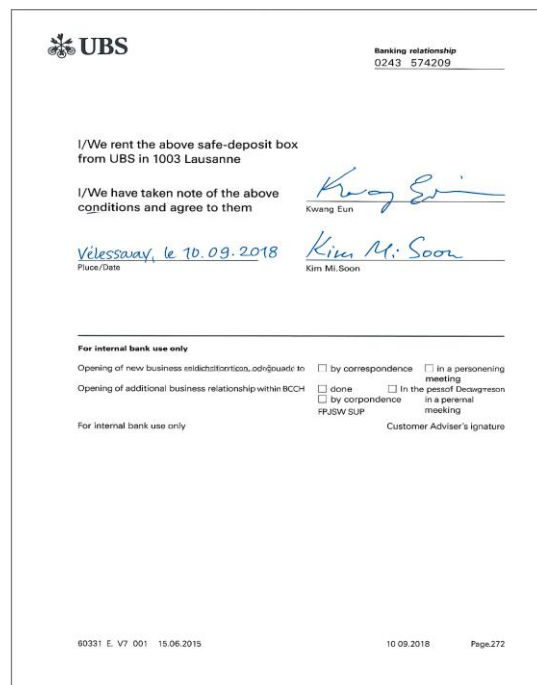 UBS
Banking relationship
0243 574209
I/We rent the above safe-deposit box
from UBS in 1003 Lausanne
I/We have taken note of the above
conditions and agree to them
Kwang Eun
Kwang Eun
Vélessavay, le 10.09.2018
Kim Mi Soon
Place/Date
Kim Mi.Soon
For internal bank use only
Opening of new business to
by correspondence
in a personening
meeting
Opening of additional business relationship within BCCH
done
In the pessof
by corpondence
in a peremal
FPJSW SUP
meeking
For internal bank use only
Customer Adviser's ignature
60331 E. V7 001 15.06.2015
10 09.2018
Page.272